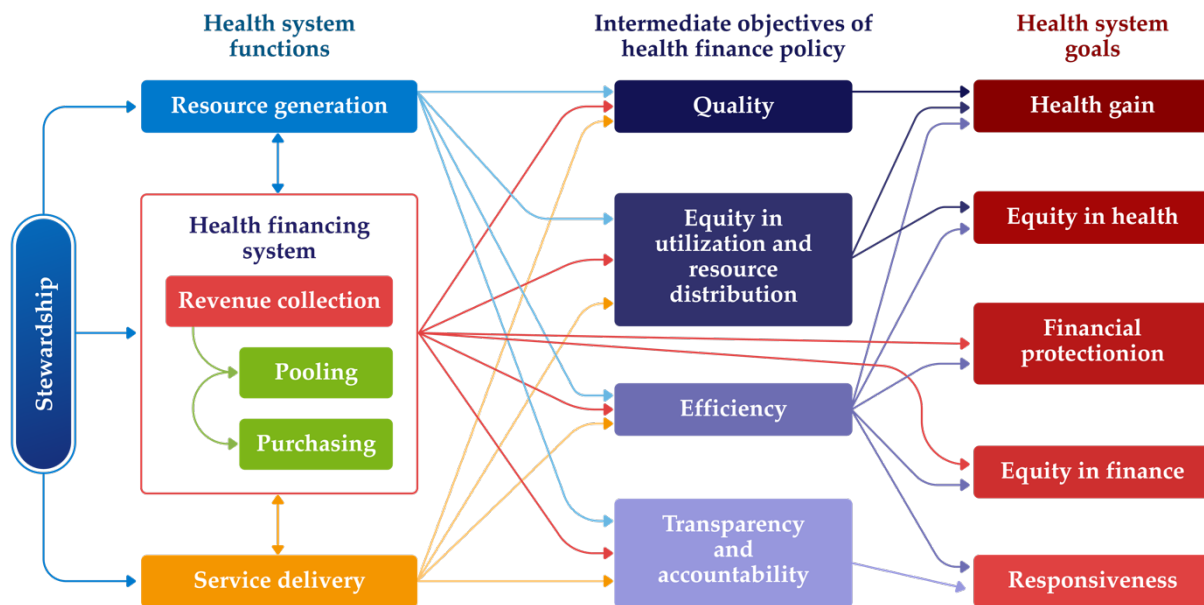 Health system
functions
Intermediate objectives of
health finance policy
Health system
goals
Stewardship
Resource generation
Health financing
system
Revenue collection
Pooling
Purchasing
Service delivery
Quality
Equity in
utilization and
resource
distribution
Efficiency
Transparency
and
accountability
Health gain
Equity in health
Financial
protectionion
Equity in finance
Responsiveness